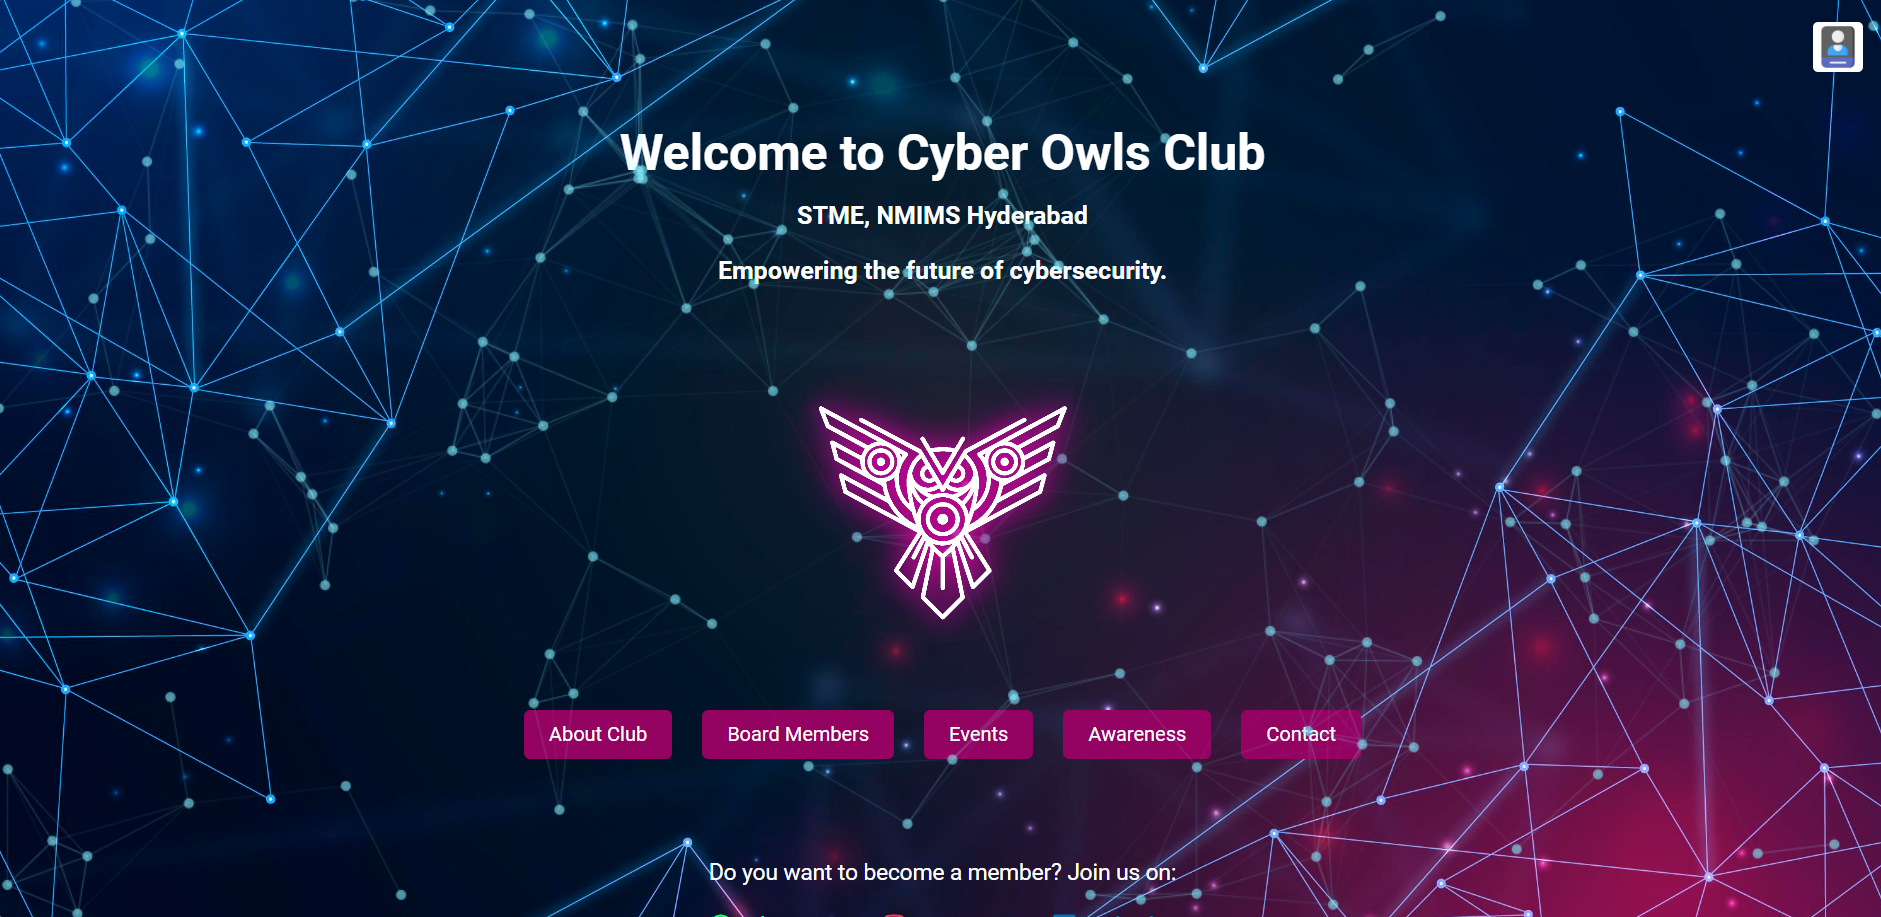 Welcome to Cyber Owls Club
STME, NMIMS Hyderabad
Empowering the future of cybersecurity.
About Club
Board Members
Events
Awareness
Contact
Do you want to become a member? Join us on: